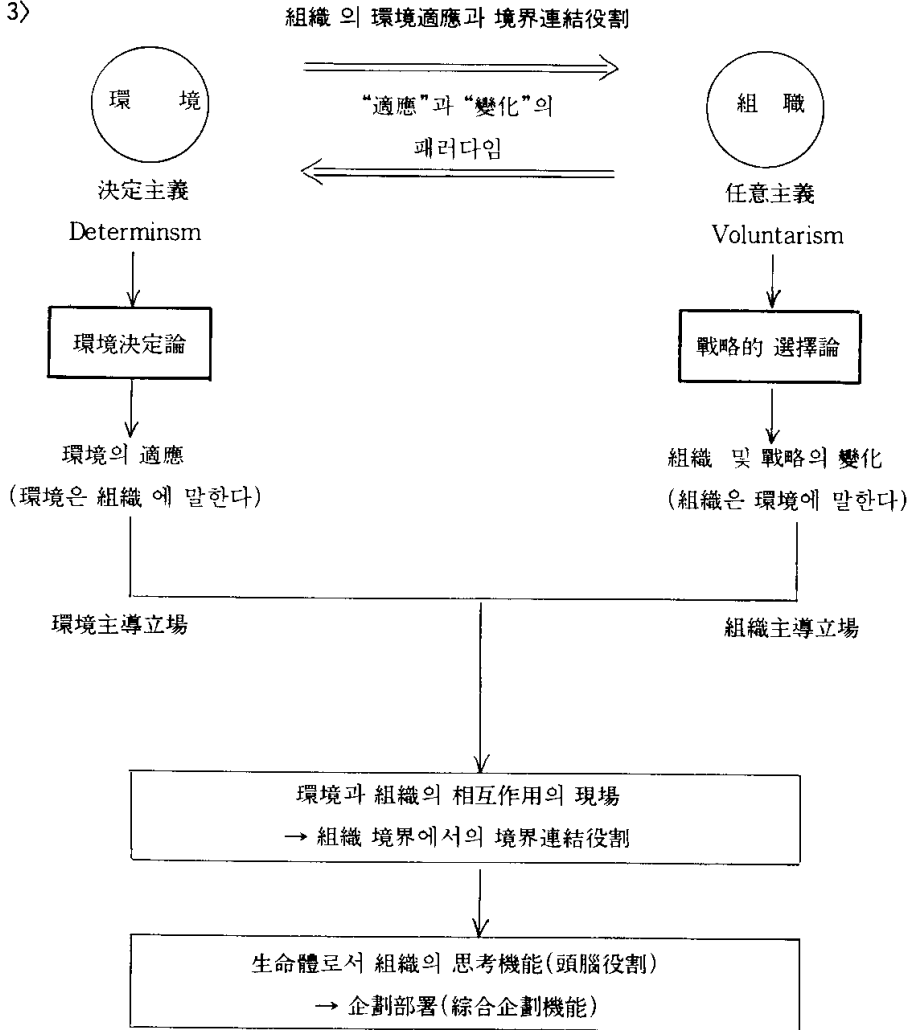 3〉 組織 의 環境適應과 境界連結役割
環 境
“適應”과 “變化”의
패러다임
組 職
決定主義
Determinsm
任意主義
Voluntarism
環境決定論
戰略的 選擇論
環境의 適應
(環境은 組織 에 말한다)
組織 및 戰略의 變化
(組織은 環境에 말한다)
環境主導立場
組織主導立場
環境과 組織의 相互作用의 現場
→ 組織 境界에서의 境界連結役割
生命體로서 組織의 思考機能(頭腦役割)
→ 企劃部署(綜合企劃機能)